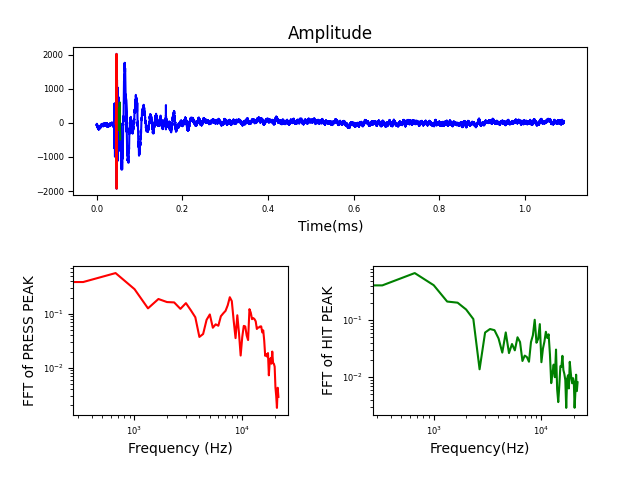 Amplitude
2000
1000
0
−1000
−2000
0.0 0.2 0.4 0.6 0.8 1.0
Time(ms)
FFT of PRESS PEAK
10⁻¹
10⁻²
10³ 10⁴
Frequency (Hz)
FFT of HIT PEAK
10⁻¹
10⁻²
10³ 10⁴
Frequency(Hz)